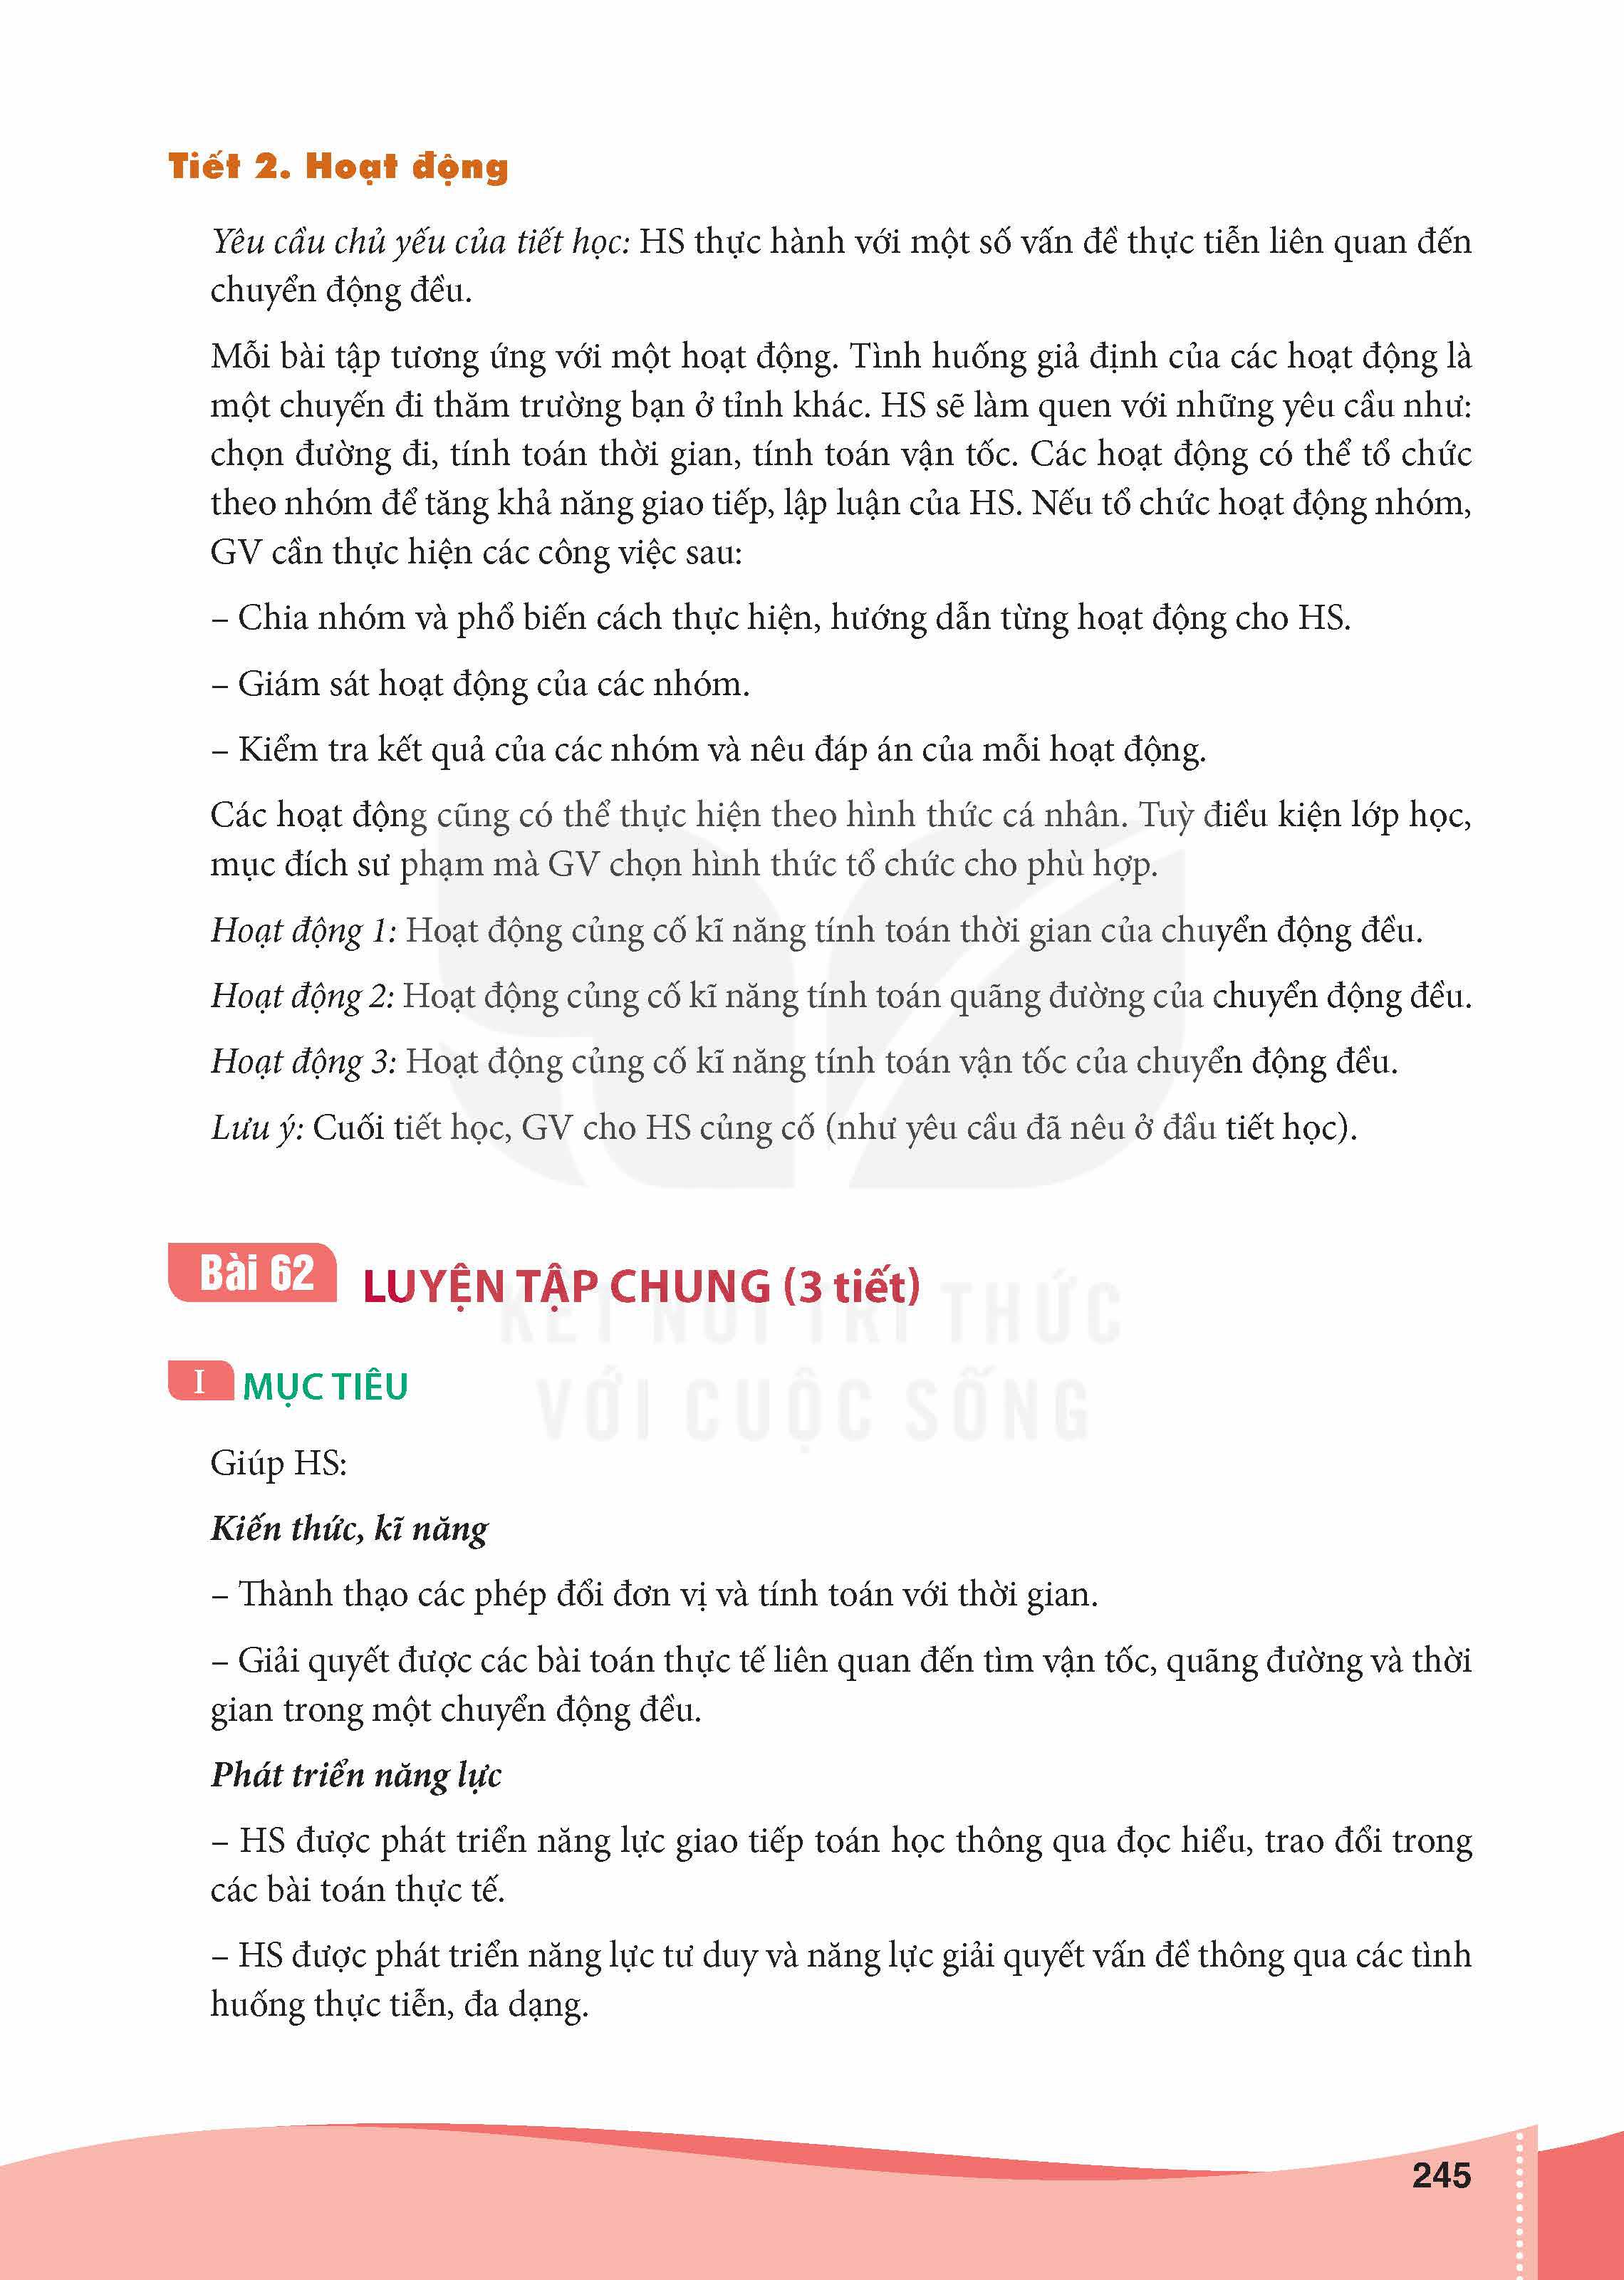 Tiết 2. Hoạt động
Yêu cầu chủ yếu của tiết học: HS thực hành với một số vấn đề thực tiễn liên quan đến
chuyển động đều.
Mỗi bài tập tương ứng với một hoạt động. Tình huống giả định của các hoạt động là
một chuyến đi thăm trường bạn ở tỉnh khác. HS sẽ làm quen với những yêu cầu như:
chọn đường đi, tính toán thời gian, tính toán vận tốc. Các hoạt động có thể tổ chức
theo nhóm để tăng khả năng giao tiếp, lập luận của HS. Nếu tổ chức hoạt động nhóm,
GV cần thực hiện các công việc sau:
– Chia nhóm và phổ biến cách thực hiện, hướng dẫn từng hoạt động cho HS.
– Giám sát hoạt động của các nhóm.
– Kiểm tra kết quả của các nhóm và nêu đáp án của mỗi hoạt động.
Các hoạt động cũng có thể thực hiện theo hình thức cá nhân. Tuỳ điều kiện lớp học,
mục đích sư phạm mà GV chọn hình thức tổ chức cho phù hợp.
Hoạt động 1: Hoạt động củng cố kĩ năng tính toán thời gian của chuyển động đều.
Hoạt động 2: Hoạt động củng cố kĩ năng tính toán quãng đường của chuyển động đều.
Hoạt động 3: Hoạt động củng cố kĩ năng tính toán vận tốc của chuyển động đều.
Lưu ý: Cuối tiết học, GV cho HS củng cố (như yêu cầu đã nêu ở đầu tiết học).
Bài 62 LUYỆN TẬP CHUNG (3 tiết)
KẾT NỐI TRI THỨC
I MỤC TIÊU
VỚI CUỘC SỐNG
Giúp HS:
Kiến thức, kĩ năng
– Thành thạo các phép đổi đơn vị và tính toán với thời gian.
– Giải quyết được các bài toán thực tế liên quan đến tìm vận tốc, quãng đường và thời
gian trong một chuyển động đều.
Phát triển năng lực
– HS được phát triển năng lực giao tiếp toán học thông qua đọc hiểu, trao đổi trong
các bài toán thực tế.
– HS được phát triển năng lực tư duy và năng lực giải quyết vấn đề thông qua các tình
huống thực tiễn, đa dạng.
245